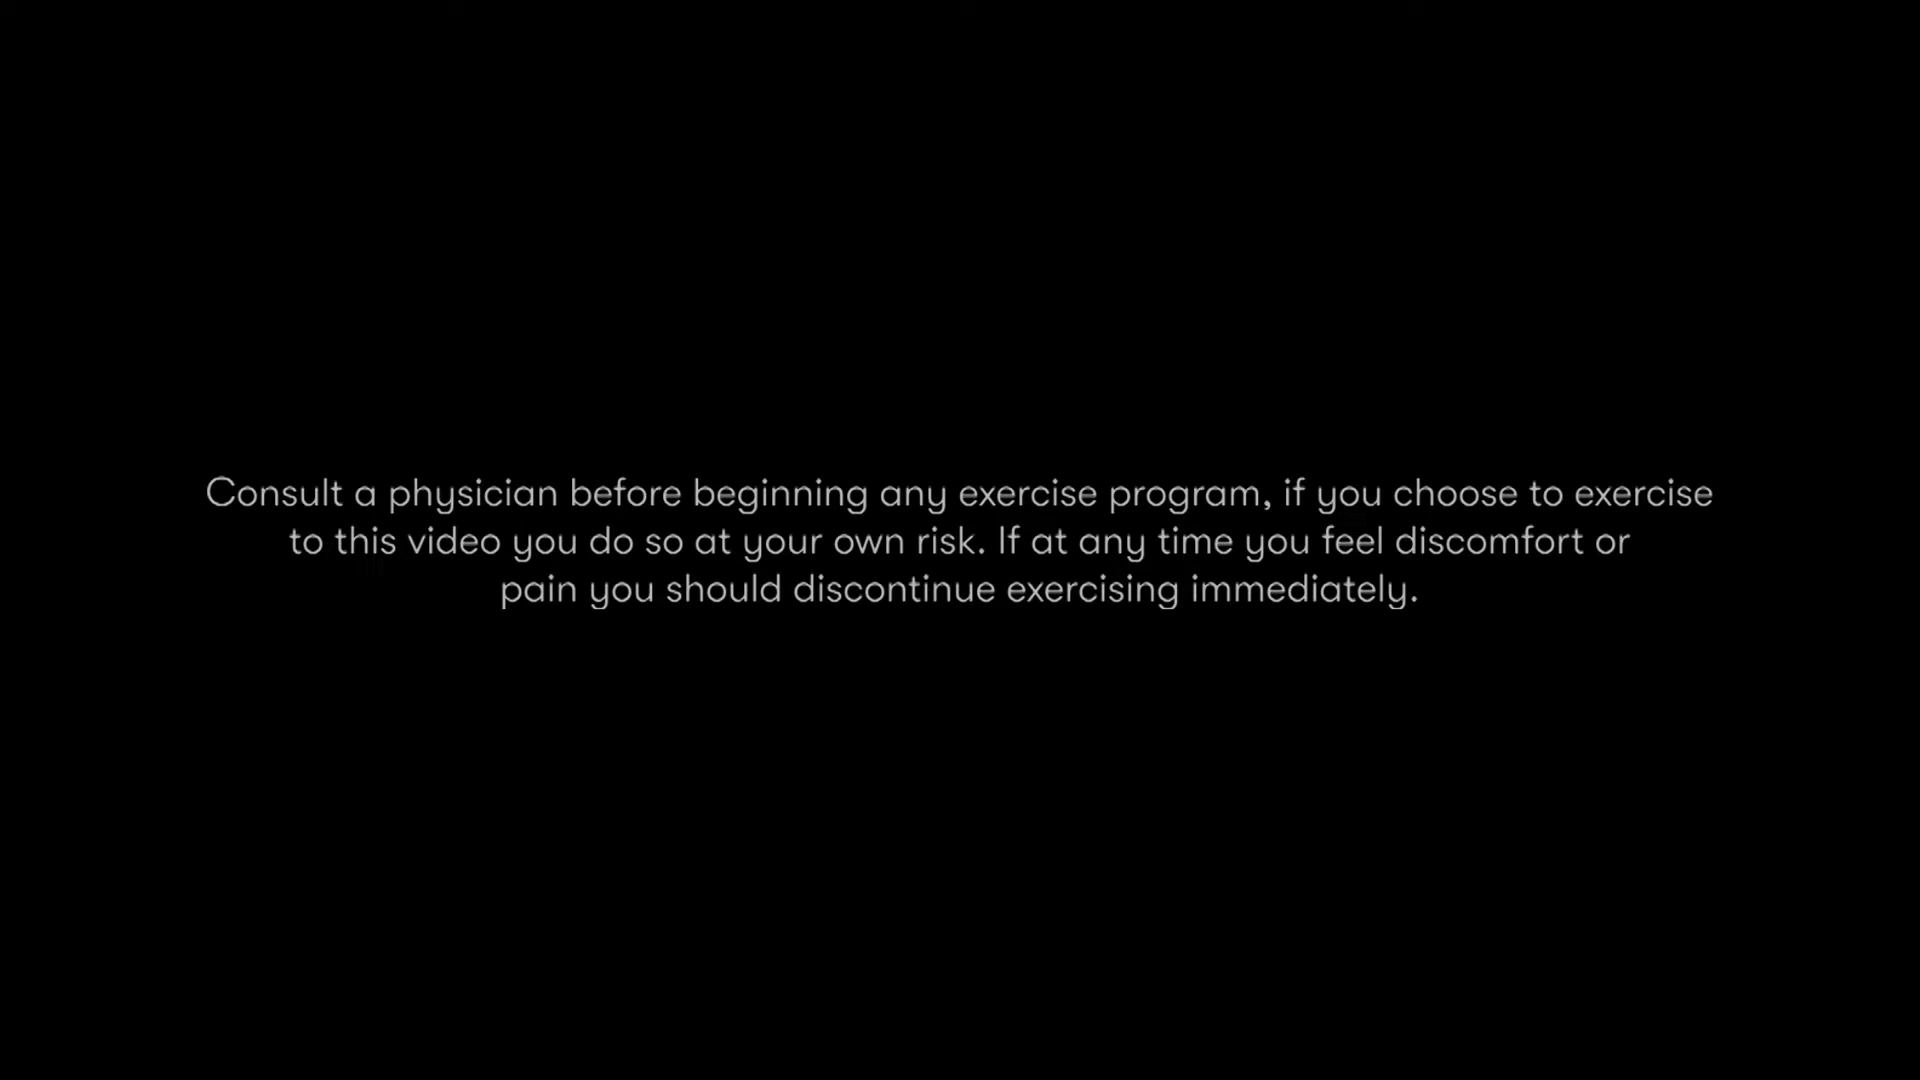 Consult a physician before beginning any exercise program, if you choose to exercise
to this video you do so at your own risk. If at any time you feel discomfort or
pain you should discontinue exercising immediately.